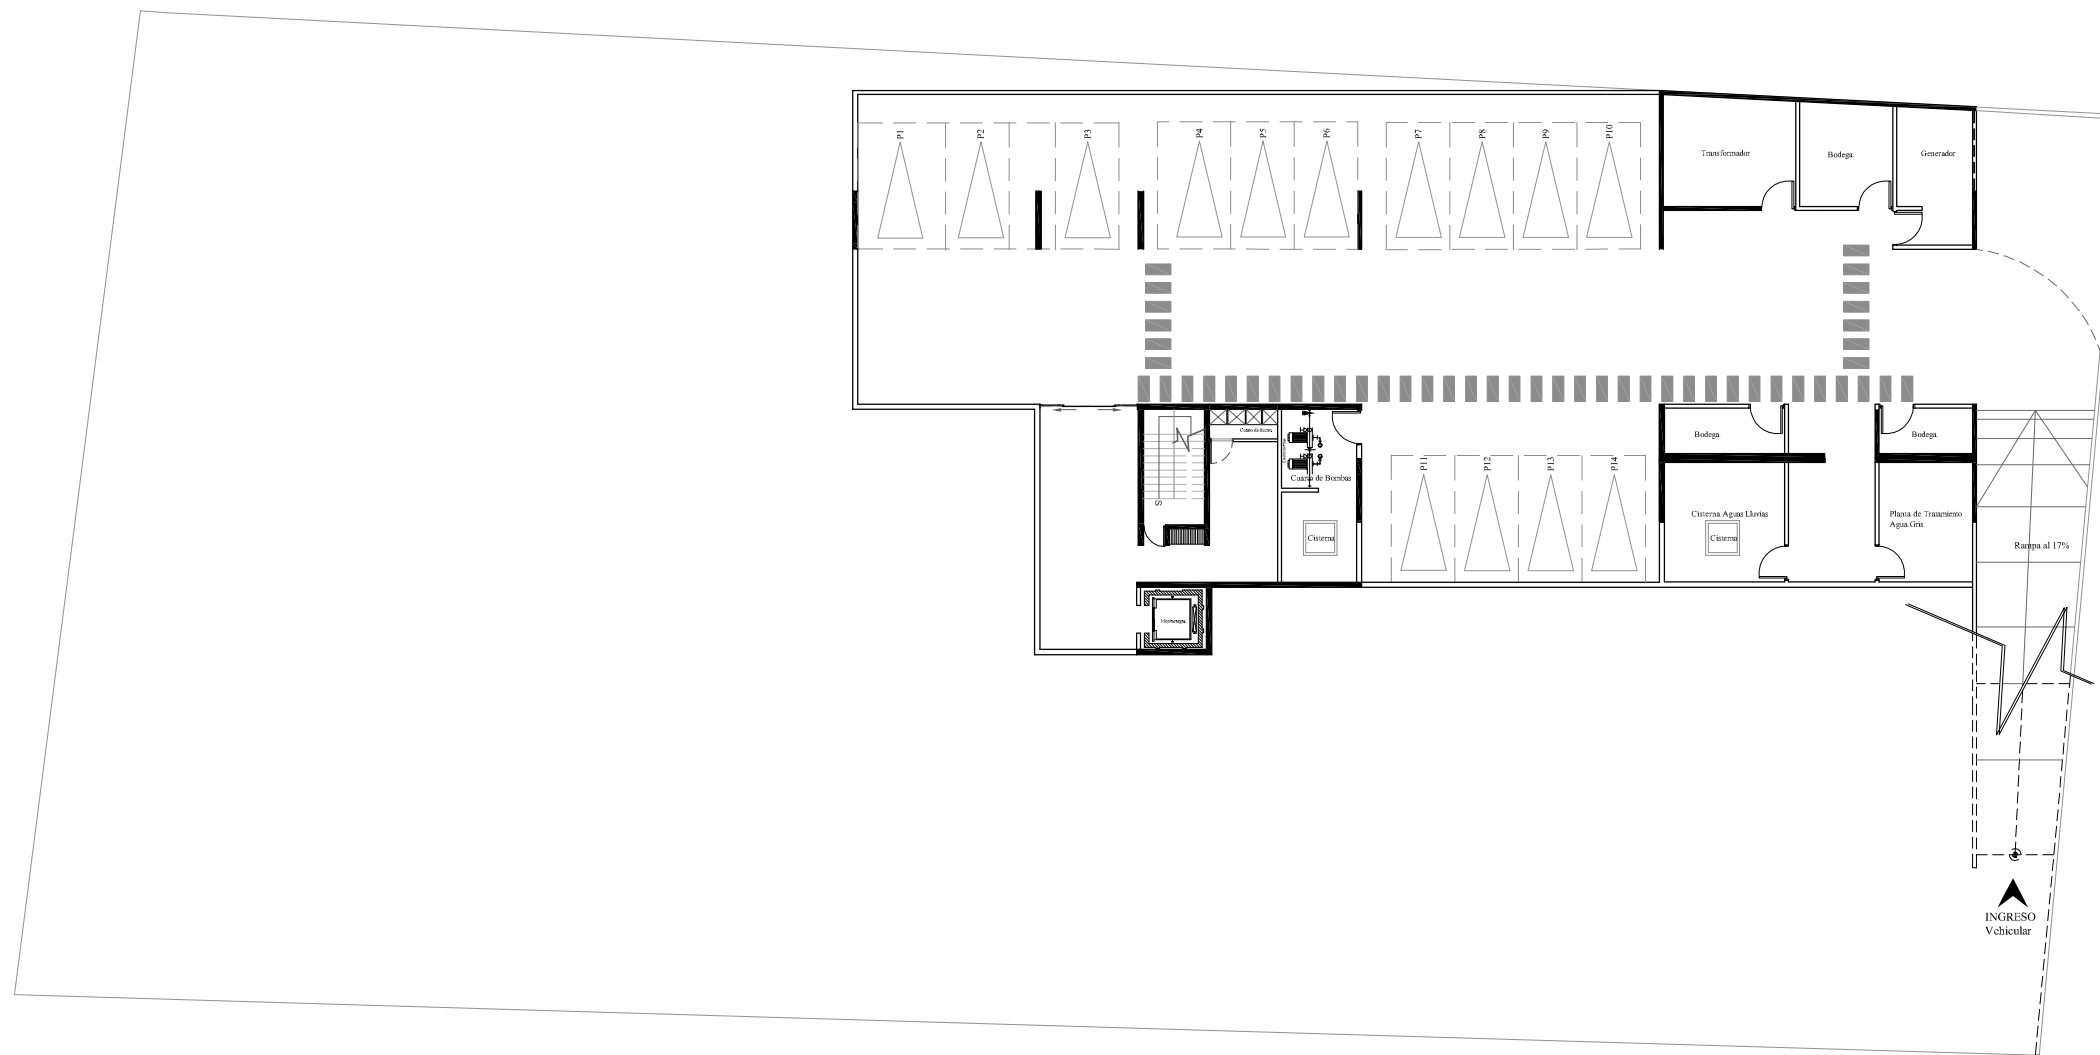 P1
P2
P3
P4
P5
P6
P7
P8
P9
P10
Transformador
Bodega
Generador
Bodega
Bodega
Cuarto de Bombas
P11
P12
P13
P14
S
Cisterna Aguas Lluvias
Planta de Tratamiento
Agua Gris
Cisterna
Cisterna
Rampa al 17%
INGRESO
Vehicular